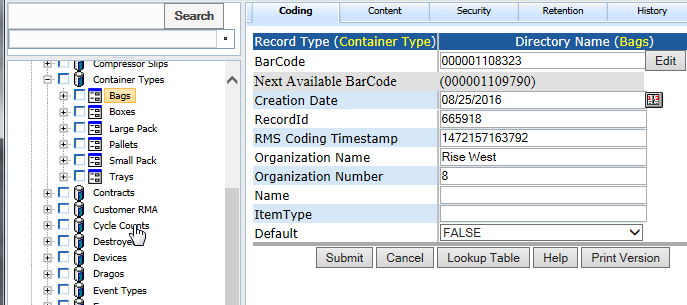 Search
Compressor Slips
Container Types
Bags
Boxes
Large Pack
Pallets
Small Pack
Trays
Contracts
Customer RMA
Cycle Counts
Destroye
Devices
Dragos
Event Types
Coding Content Security Retention History
Record Type (Container Type) Directory Name (Bags)
BarCode 000001108323 Edit
Next Available BarCode (000001109790)
Creation Date 08/25/2016
RecordId 665918
RMS Coding Timestamp 1472157163792
Organization Name Rise West
Organization Number 8
Name
ItemType
Default FALSE
Submit Cancel Lookup Table Help Print Version